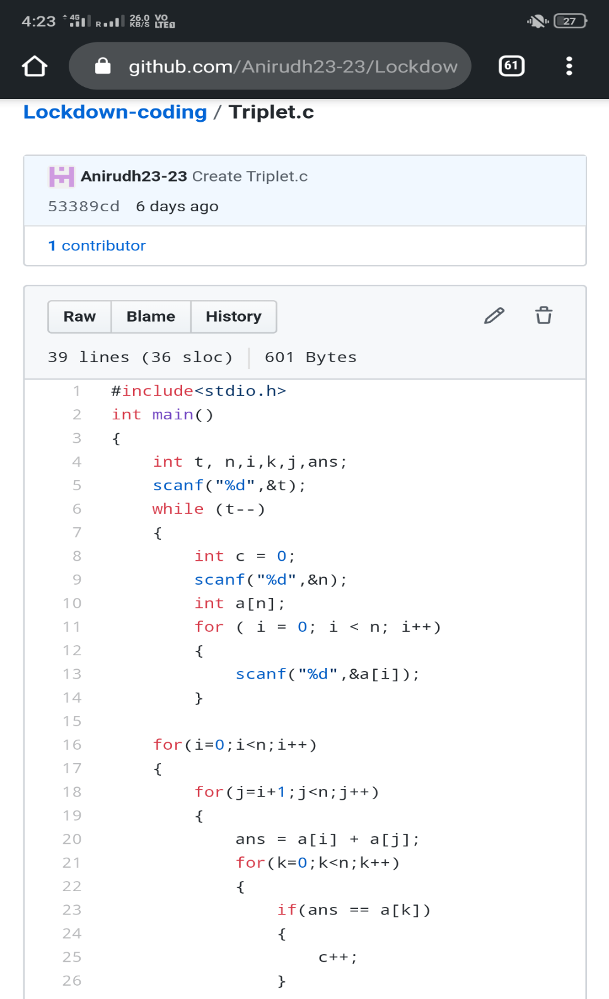 4:23 4G R 26.0 KB/S VO LTE 27
github.com/Anirudh23-23/Lockdow 61
Lockdown-coding / Triplet.c
Anirudh23-23 Create Triplet.c
53389cd 6 days ago
1 contributor
Raw Blame History
39 lines (36 sloc) 601 Bytes
1 #include<stdio.h>
2 int main()
3 {
4 int t, n,i,k,j,ans;
5 scanf("%d",&t);
6 while (t--)
7 {
8 int c = 0;
9 scanf("%d",&n);
10 int a[n];
11 for ( i = 0; i < n; i++)
12 {
13 scanf("%d",&a[i]);
14 }
15
16 for(i=0;i<n;i++)
17 {
18 for(j=i+1;j<n;j++)
19 {
20 ans = a[i] + a[j];
21 for(k=0;k<n;k++)
22 {
23 if(ans == a[k])
24 {
25 c++;
26 }